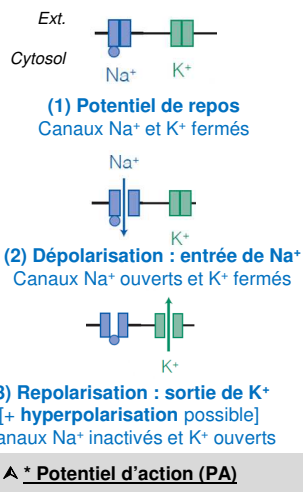 Ext.
Cytosol
Na⁺ K⁺
(1) Potentiel de repos
Canaux Na⁺ et K⁺ fermés
Na⁺
K⁺
(2) Dépolarisation : entrée de Na⁺
Canaux Na⁺ ouverts et K⁺ fermés
K⁺
3) Repolarisation : sortie de K⁺
[+ hyperpolarisation possible]
anaux Na⁺ inactivés et K⁺ ouverts
⮝ * Potentiel d'action (PA)